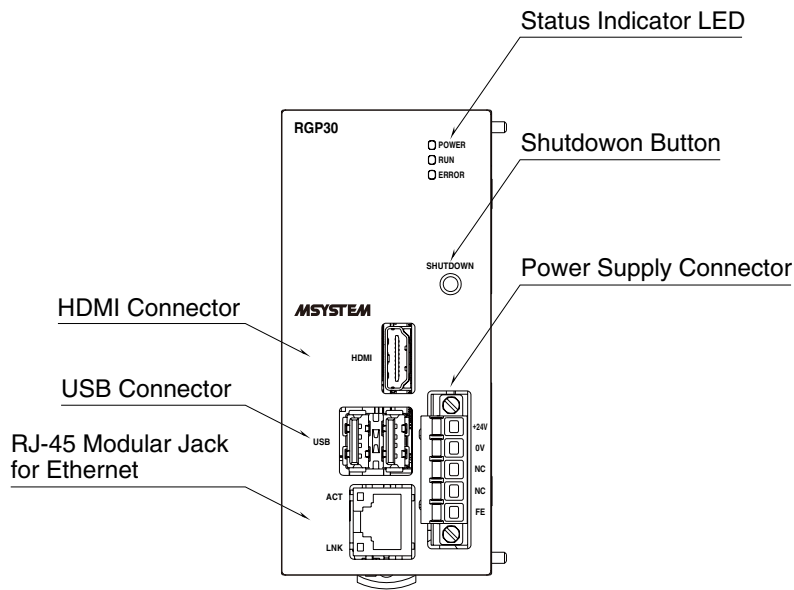 Status Indicator LED
RGP30
POWER
RUN
ERROR
Shutdowon Button
SHUTDOWN
Power Supply Connector
HDMI Connector
MSYSTEM
HDMI
USB Connector
+24V
USB
0V
RJ-45 Modular Jack
for Ethernet
NC
ACT
NC
FE
LNK